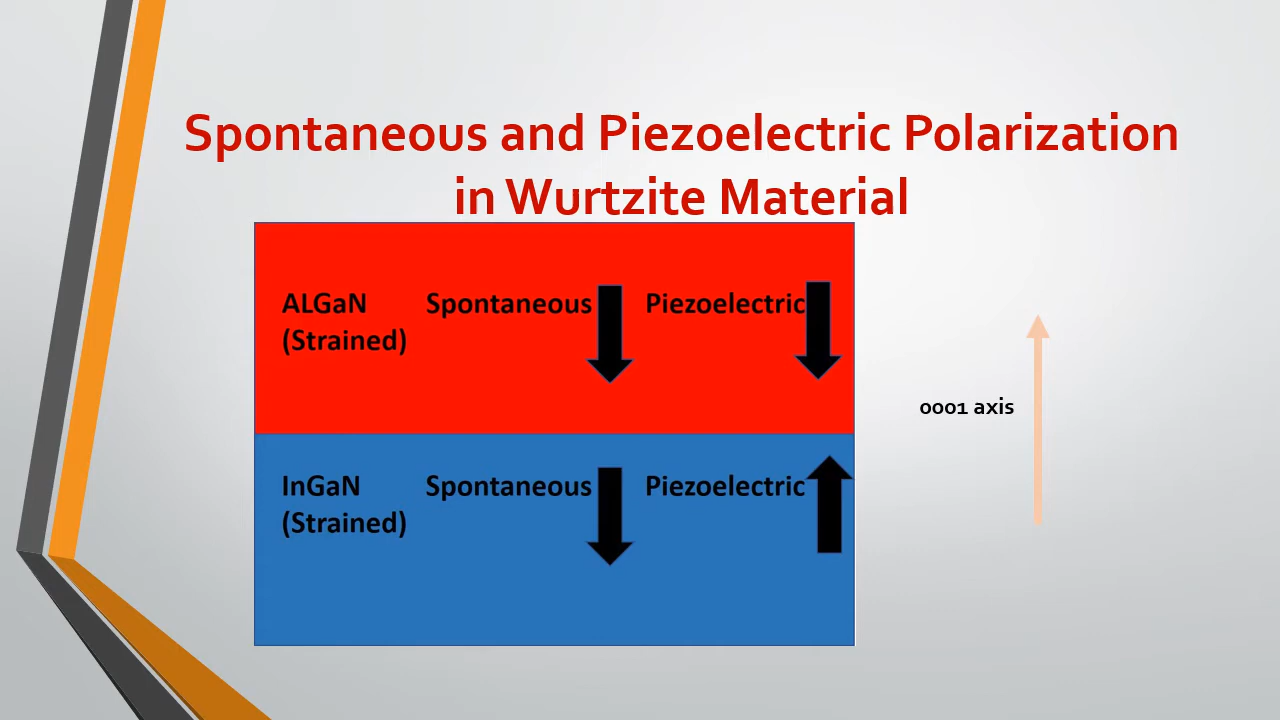 Spontaneous and Piezoelectric Polarization
in Wurtzite Material
ALGaN Spontaneous Piezoelectric
(Strained)
0001 axis
InGaN Spontaneous Piezoelectric
(Strained)